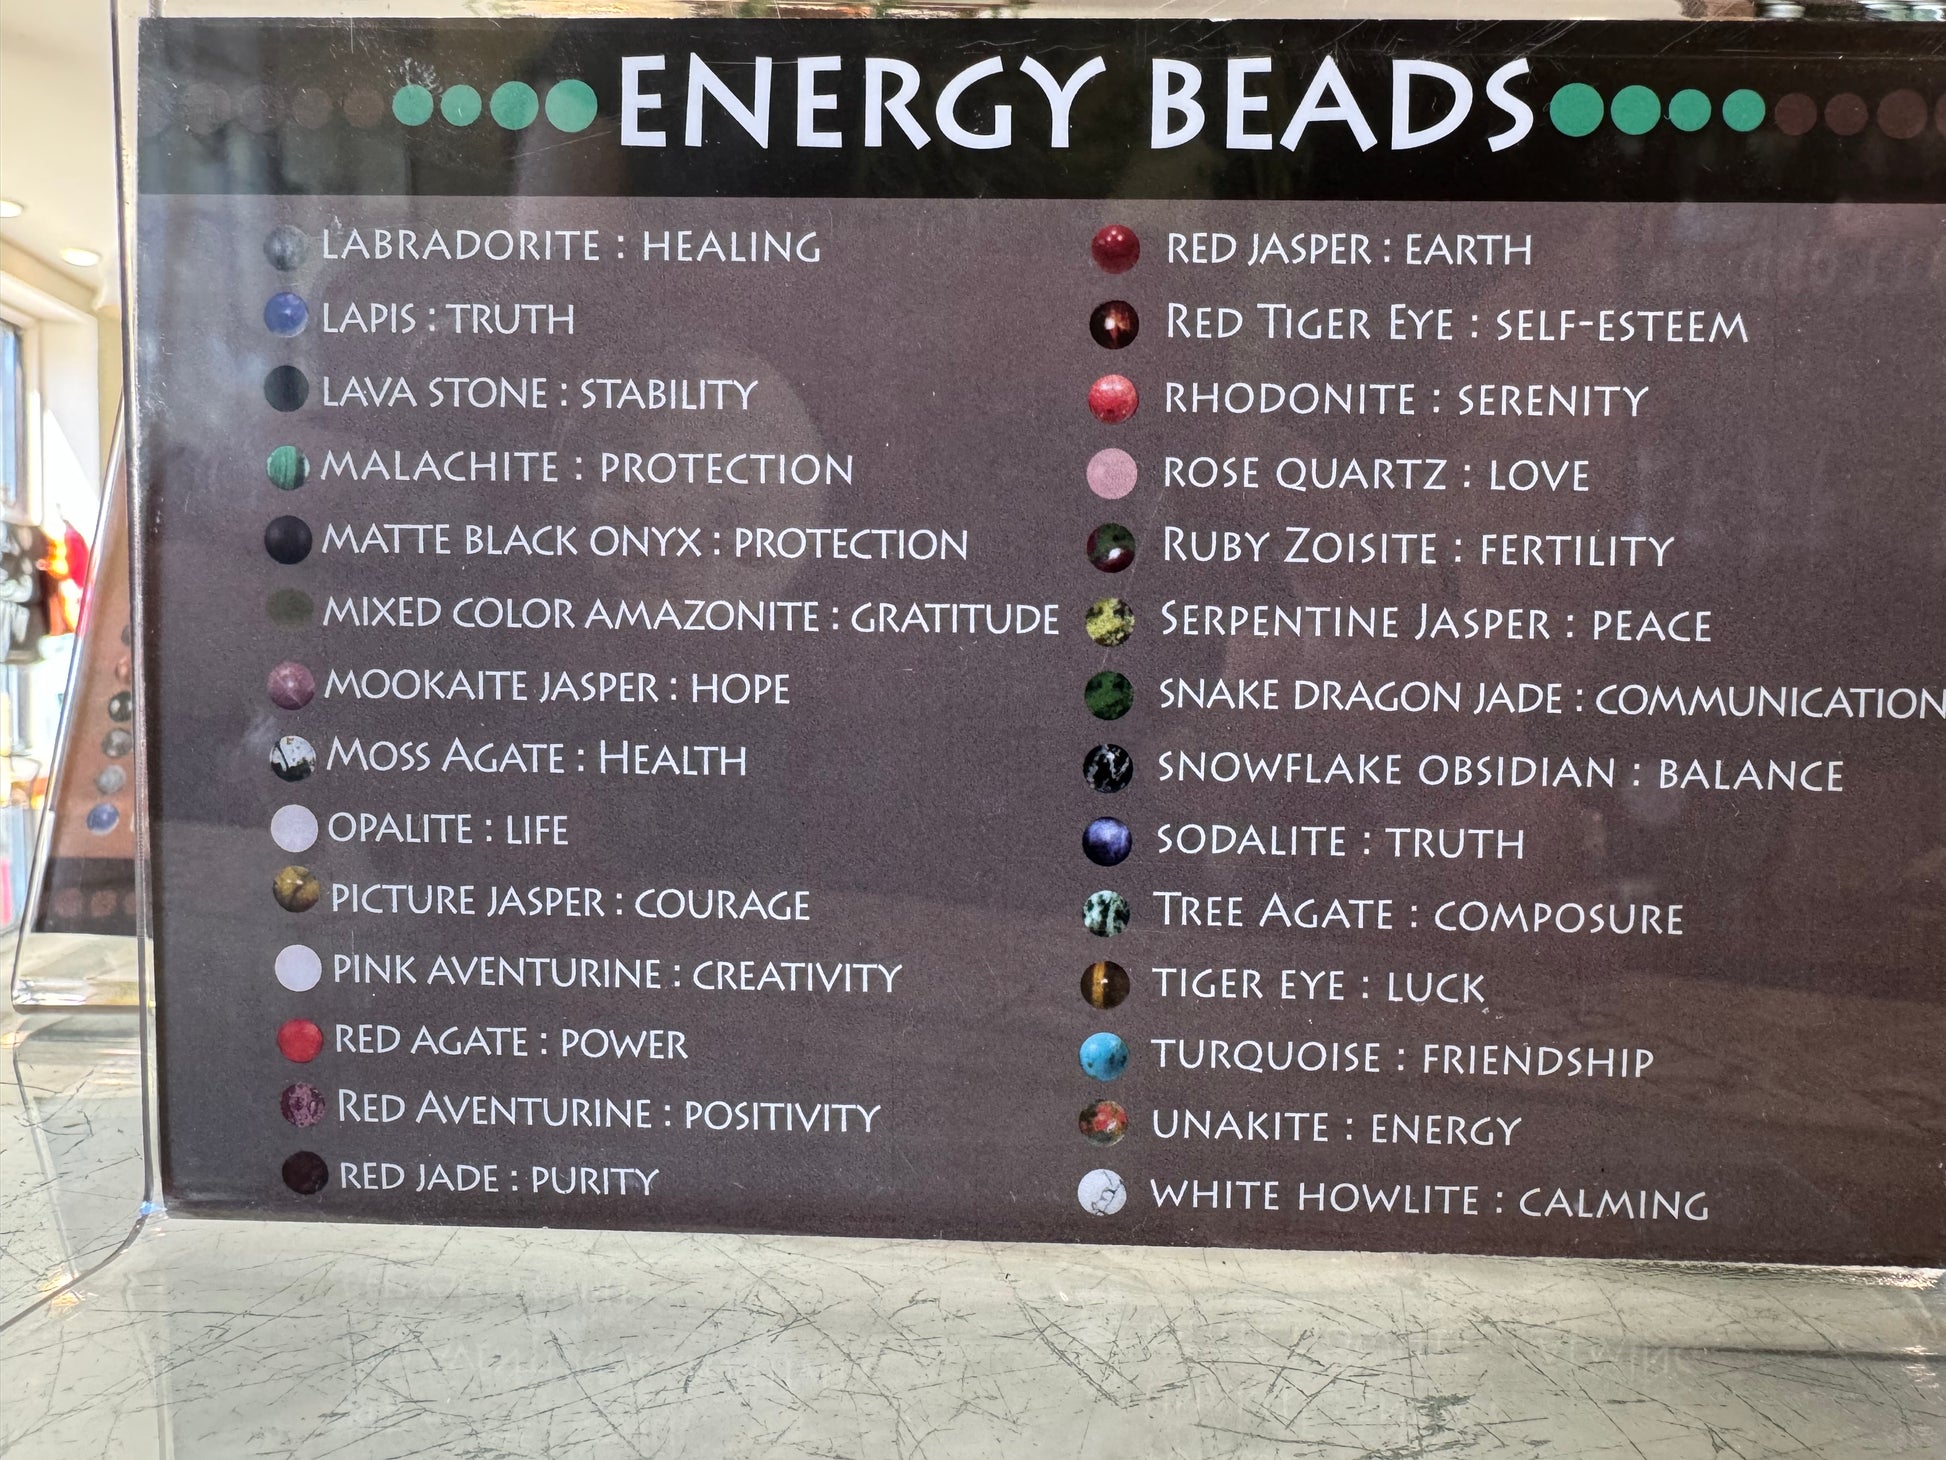 ENERGY BEADS
LABRADORITE : HEALING
LAPIS : TRUTH
LAVA STONE : STABILITY
MALACHITE : PROTECTION
MATTE BLACK ONYX : PROTECTION
MIXED COLOR AMAZONITE : GRATITUDE
MOOKAITE JASPER : HOPE
MOSS AGATE : HEALTH
OPALITE : LIFE
PICTURE JASPER : COURAGE
PINK AVENTURINE : CREATIVITY
RED AGATE : POWER
RED AVENTURINE : POSITIVITY
RED JADE : PURITY
RED JASPER : EARTH
RED TIGER EYE : SELF-ESTEEM
RHODONITE : SERENITY
ROSE QUARTZ : LOVE
RUBY ZOISITE : FERTILITY
SERPENTINE JASPER : PEACE
SNAKE DRAGON JADE : COMMUNICATION
SNOWFLAKE OBSIDIAN : BALANCE
SODALITE : TRUTH
TREE AGATE : COMPOSURE
TIGER EYE : LUCK
TURQUOISE : FRIENDSHIP
UNAKITE : ENERGY
WHITE HOWLITE : CALMING